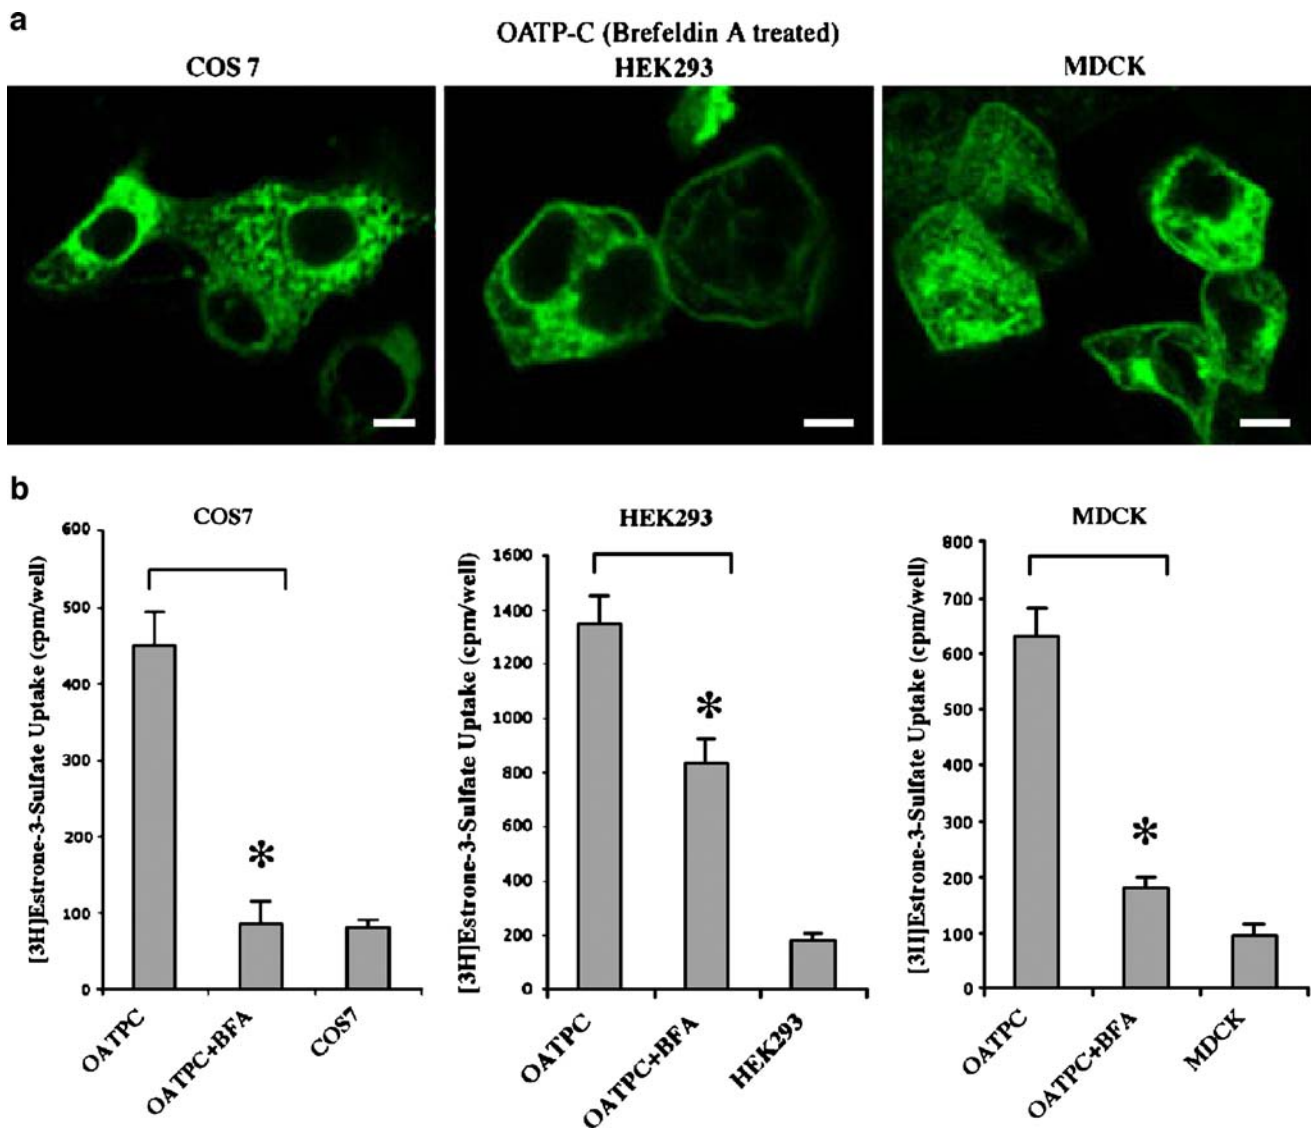 a
OATP-C (Brefeldin A treated)
COS 7
HEK293
MDCK
b
COS7
[3H]Estrone-3-Sulfate Uptake (cpm/well)
600
500
400
300
200
100
0
OATPC
OATPC+BFA
COS7
*
HEK293
[3H]Estrone-3-Sulfate Uptake (cpm/well)
1600
1400
1200
1000
800
600
400
200
0
OATPC
OATPC+BFA
HEK293
*
MDCK
[3H]Estrone-3-Sulfate Uptake (cpm/well)
800
700
600
500
400
300
200
100
0
OATPC
OATPC+BFA
MDCK
*